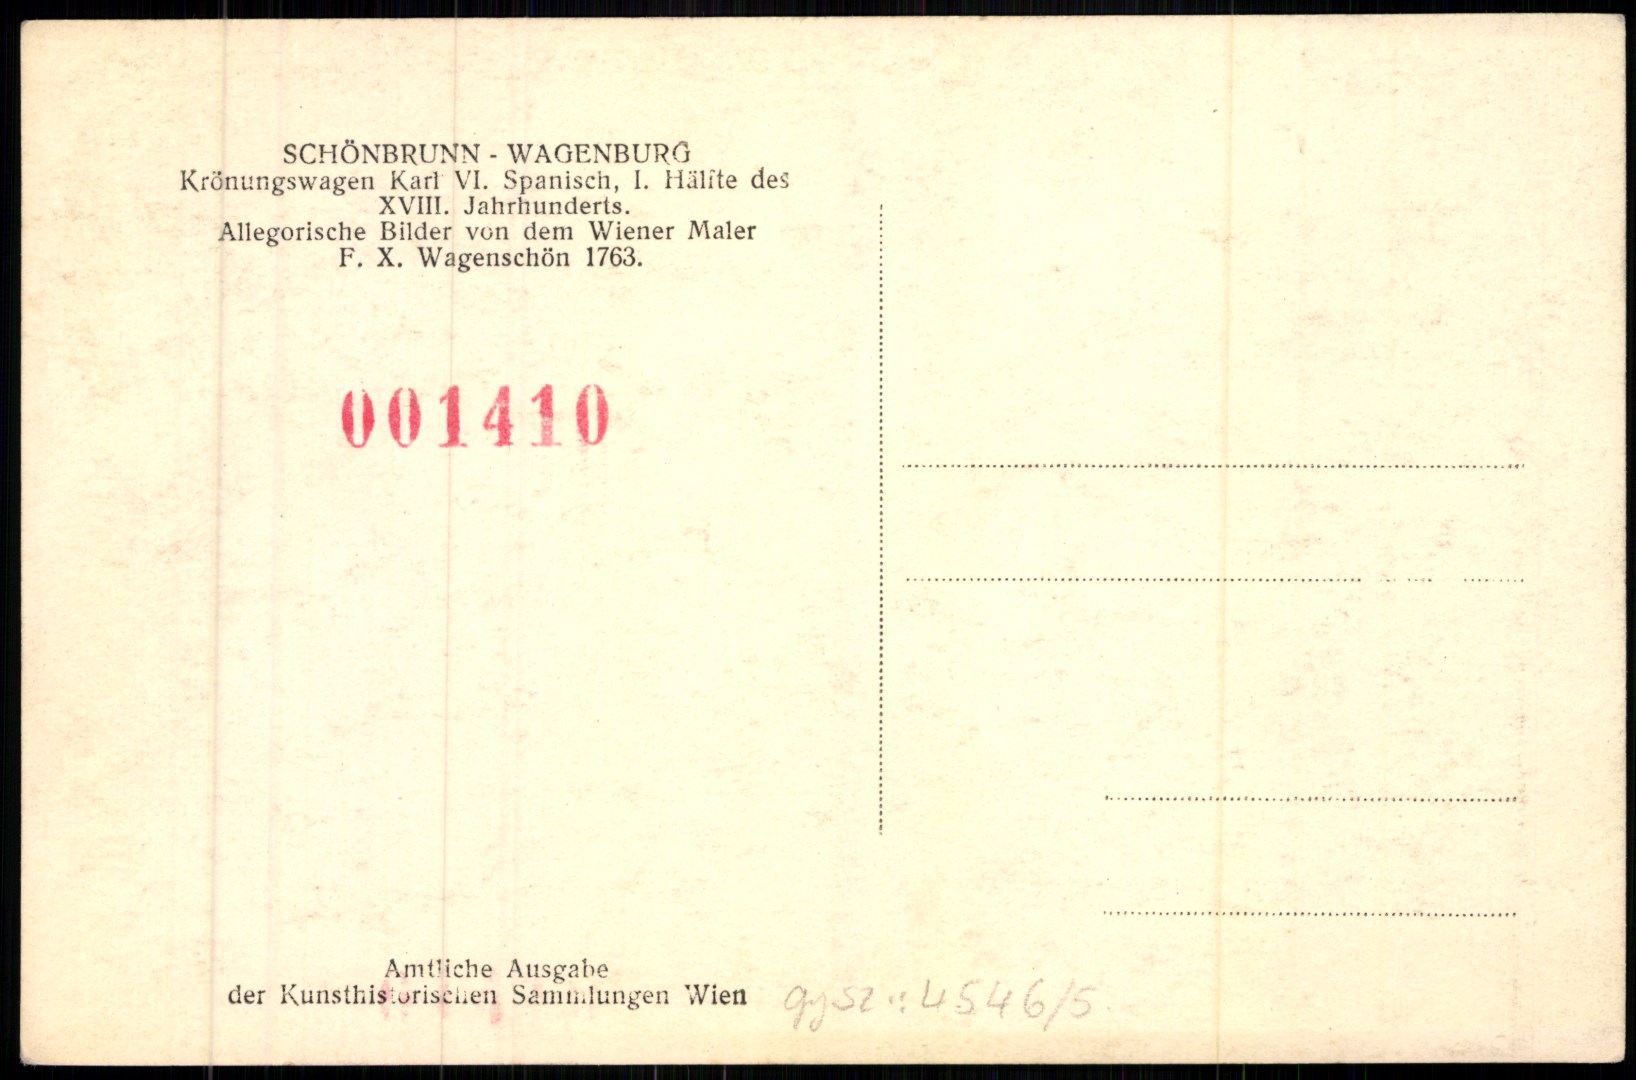 SCHÖNBRUNN - WAGENBURG
Krönungswagen Karl VI. Spanisch, I. Hälfte des
XVIII. Jahrhunderts.
Allegorische Bilder von dem Wiener Maler
F. X. Wagenschön 1763.
001410
Amtliche Ausgabe
der Kunsthistorischen Sammlungen Wien
gysz.: 4546/5.